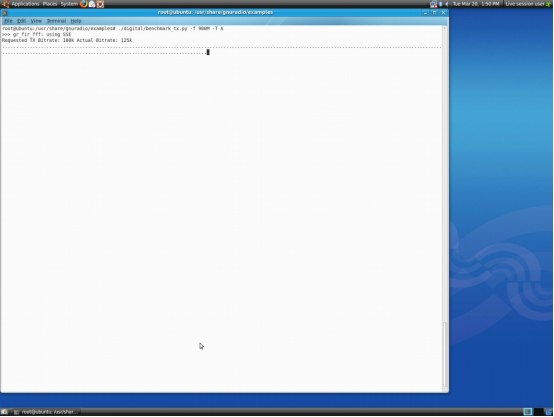 Applications Places System
Tue Mar 20, 1:50 PM Live session user
root@ubuntu: /usr/share/gnuradio/examples
File Edit View Terminal Help
root@ubuntu:/usr/share/gnuradio/examples# ./digital/benchmark_tx.py -f 900M -T A
>>> gr_fir_fff: using SSE
Requested TX Bitrate: 100k Actual Bitrate: 125k
root@ubuntu: /usr/shar...